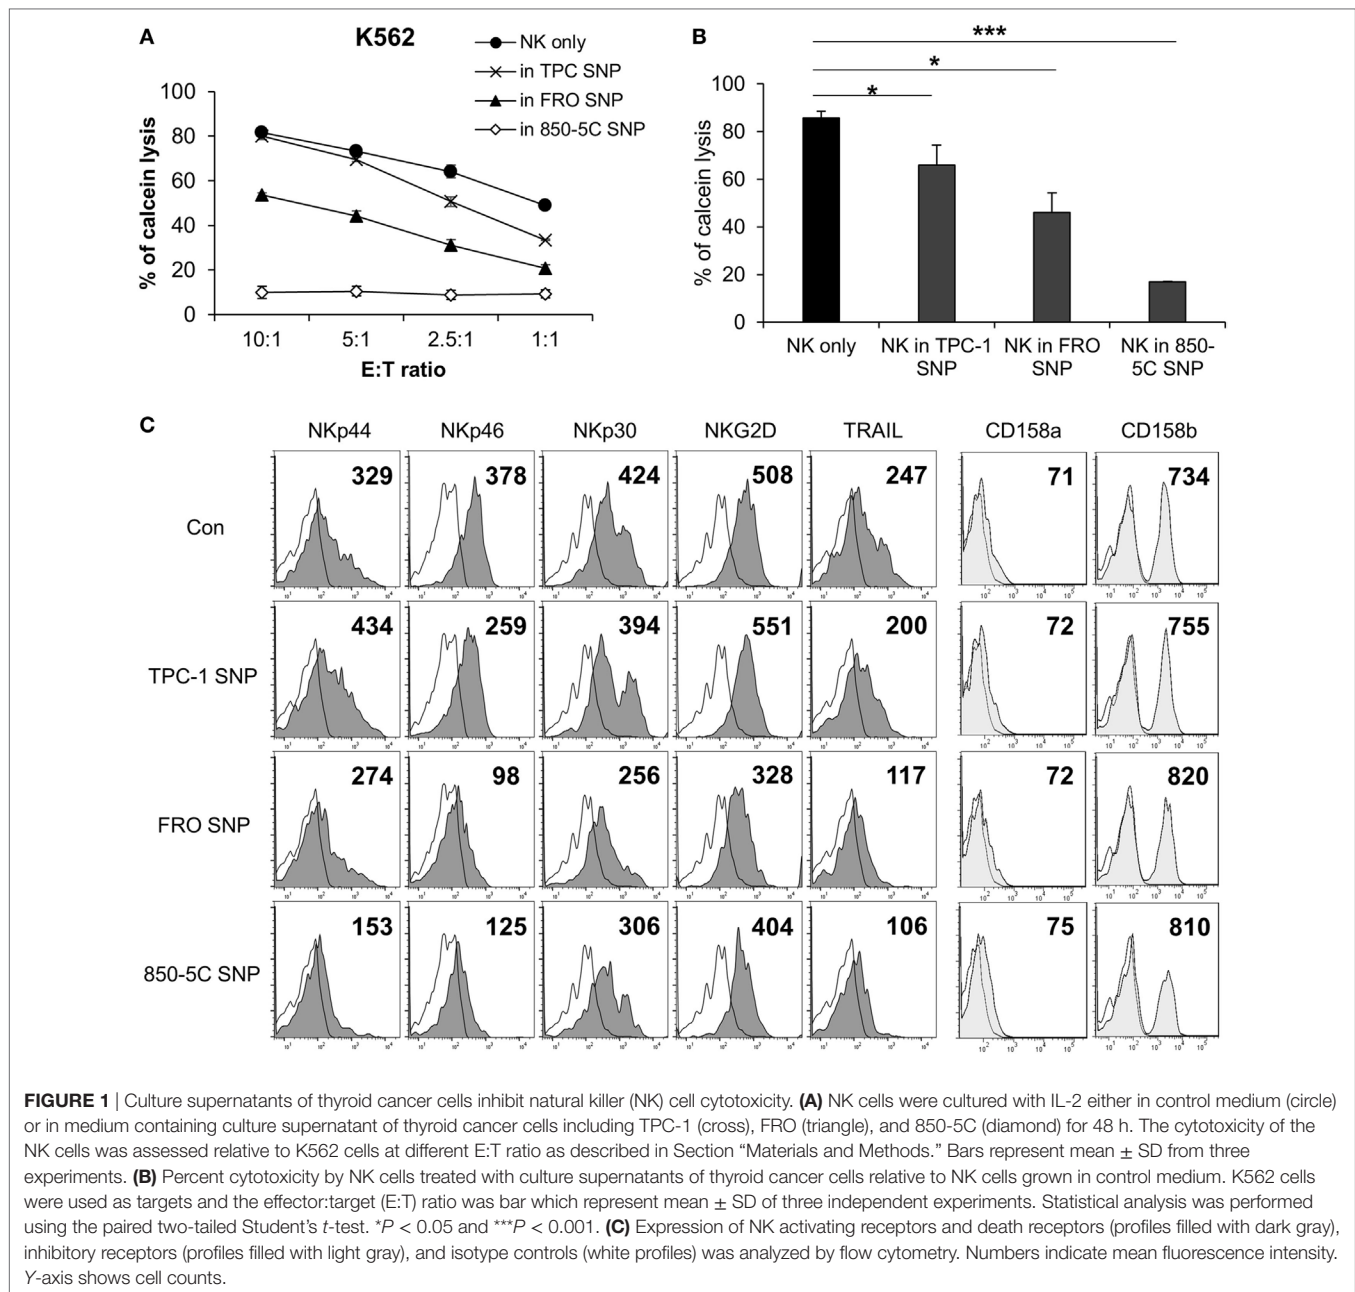 A
K562
NK only
in TPC SNP
in FRO SNP
in 850-5C SNP
% of calcein lysis
100
80
60
40
20
0
10:1 5:1 2.5:1 1:1
E:T ratio
B
***
*
*
% of calcein lysis
100
80
60
40
20
0
NK only NK in TPC-1 NK in FRO NK in 850-
SNP SNP 5C SNP
C
NKp44 NKp46 NKp30 NKG2D TRAIL CD158a CD158b
Con 329 378 424 508 247 71 734
TPC-1 SNP 434 259 394 551 200 72 755
FRO SNP 274 98 256 328 117 72 820
850-5C SNP 153 125 306 404 106 75 810
FIGURE 1 | Culture supernatants of thyroid cancer cells inhibit natural killer (NK) cell cytotoxicity. (A) NK cells were cultured with IL-2 either in control medium (circle)
or in medium containing culture supernatant of thyroid cancer cells including TPC-1 (cross), FRO (triangle), and 850-5C (diamond) for 48 h. The cytotoxicity of the
NK cells was assessed relative to K562 cells at different E:T ratio as described in Section “Materials and Methods.” Bars represent mean ± SD from three
experiments. (B) Percent cytotoxicity by NK cells treated with culture supernatants of thyroid cancer cells relative to NK cells grown in control medium. K562 cells
were used as targets and the effector:target (E:T) ratio was bar which represent mean ± SD of three independent experiments. Statistical analysis was performed
using the paired two-tailed Student’s t-test. *P < 0.05 and ***P < 0.001. (C) Expression of NK activating receptors and death receptors (profiles filled with dark gray),
inhibitory receptors (profiles filled with light gray), and isotype controls (white profiles) was analyzed by flow cytometry. Numbers indicate mean fluorescence intensity.
Y-axis shows cell counts.